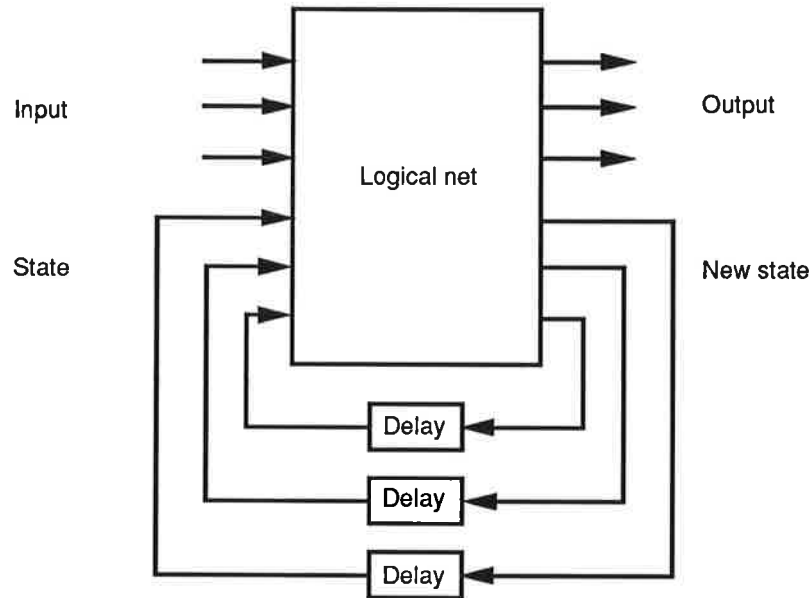 Input
Output
Logical net
State
New state
Delay
Delay
Delay